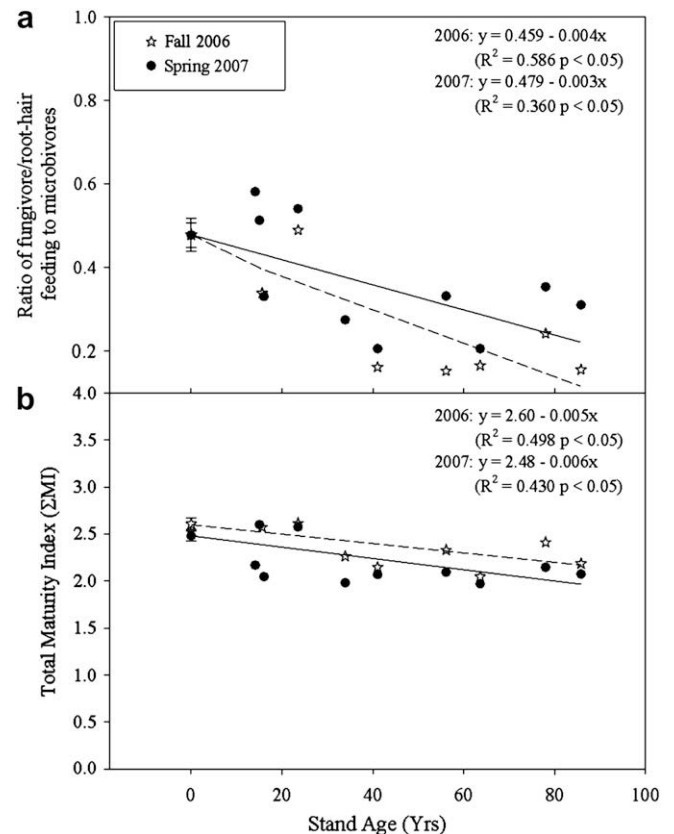 a
1.0
0.8
0.6
0.4
0.2
Ratio of fungivore/root-hair
feeding to microbivores
Fall 2006
Spring 2007
2006: y = 0.459 - 0.004x
(R² = 0.586 p < 0.05)
2007: y = 0.479 - 0.003x
(R² = 0.360 p < 0.05)
b
4.0
3.5
3.0
2.5
2.0
1.5
1.0
0.5
0.0
Total Maturity Index (ΣMI)
2006: y = 2.60 - 0.005x
(R² = 0.498 p < 0.05)
2007: y = 2.48 - 0.006x
(R² = 0.430 p < 0.05)
0 20 40 60 80 100
Stand Age (Yrs)